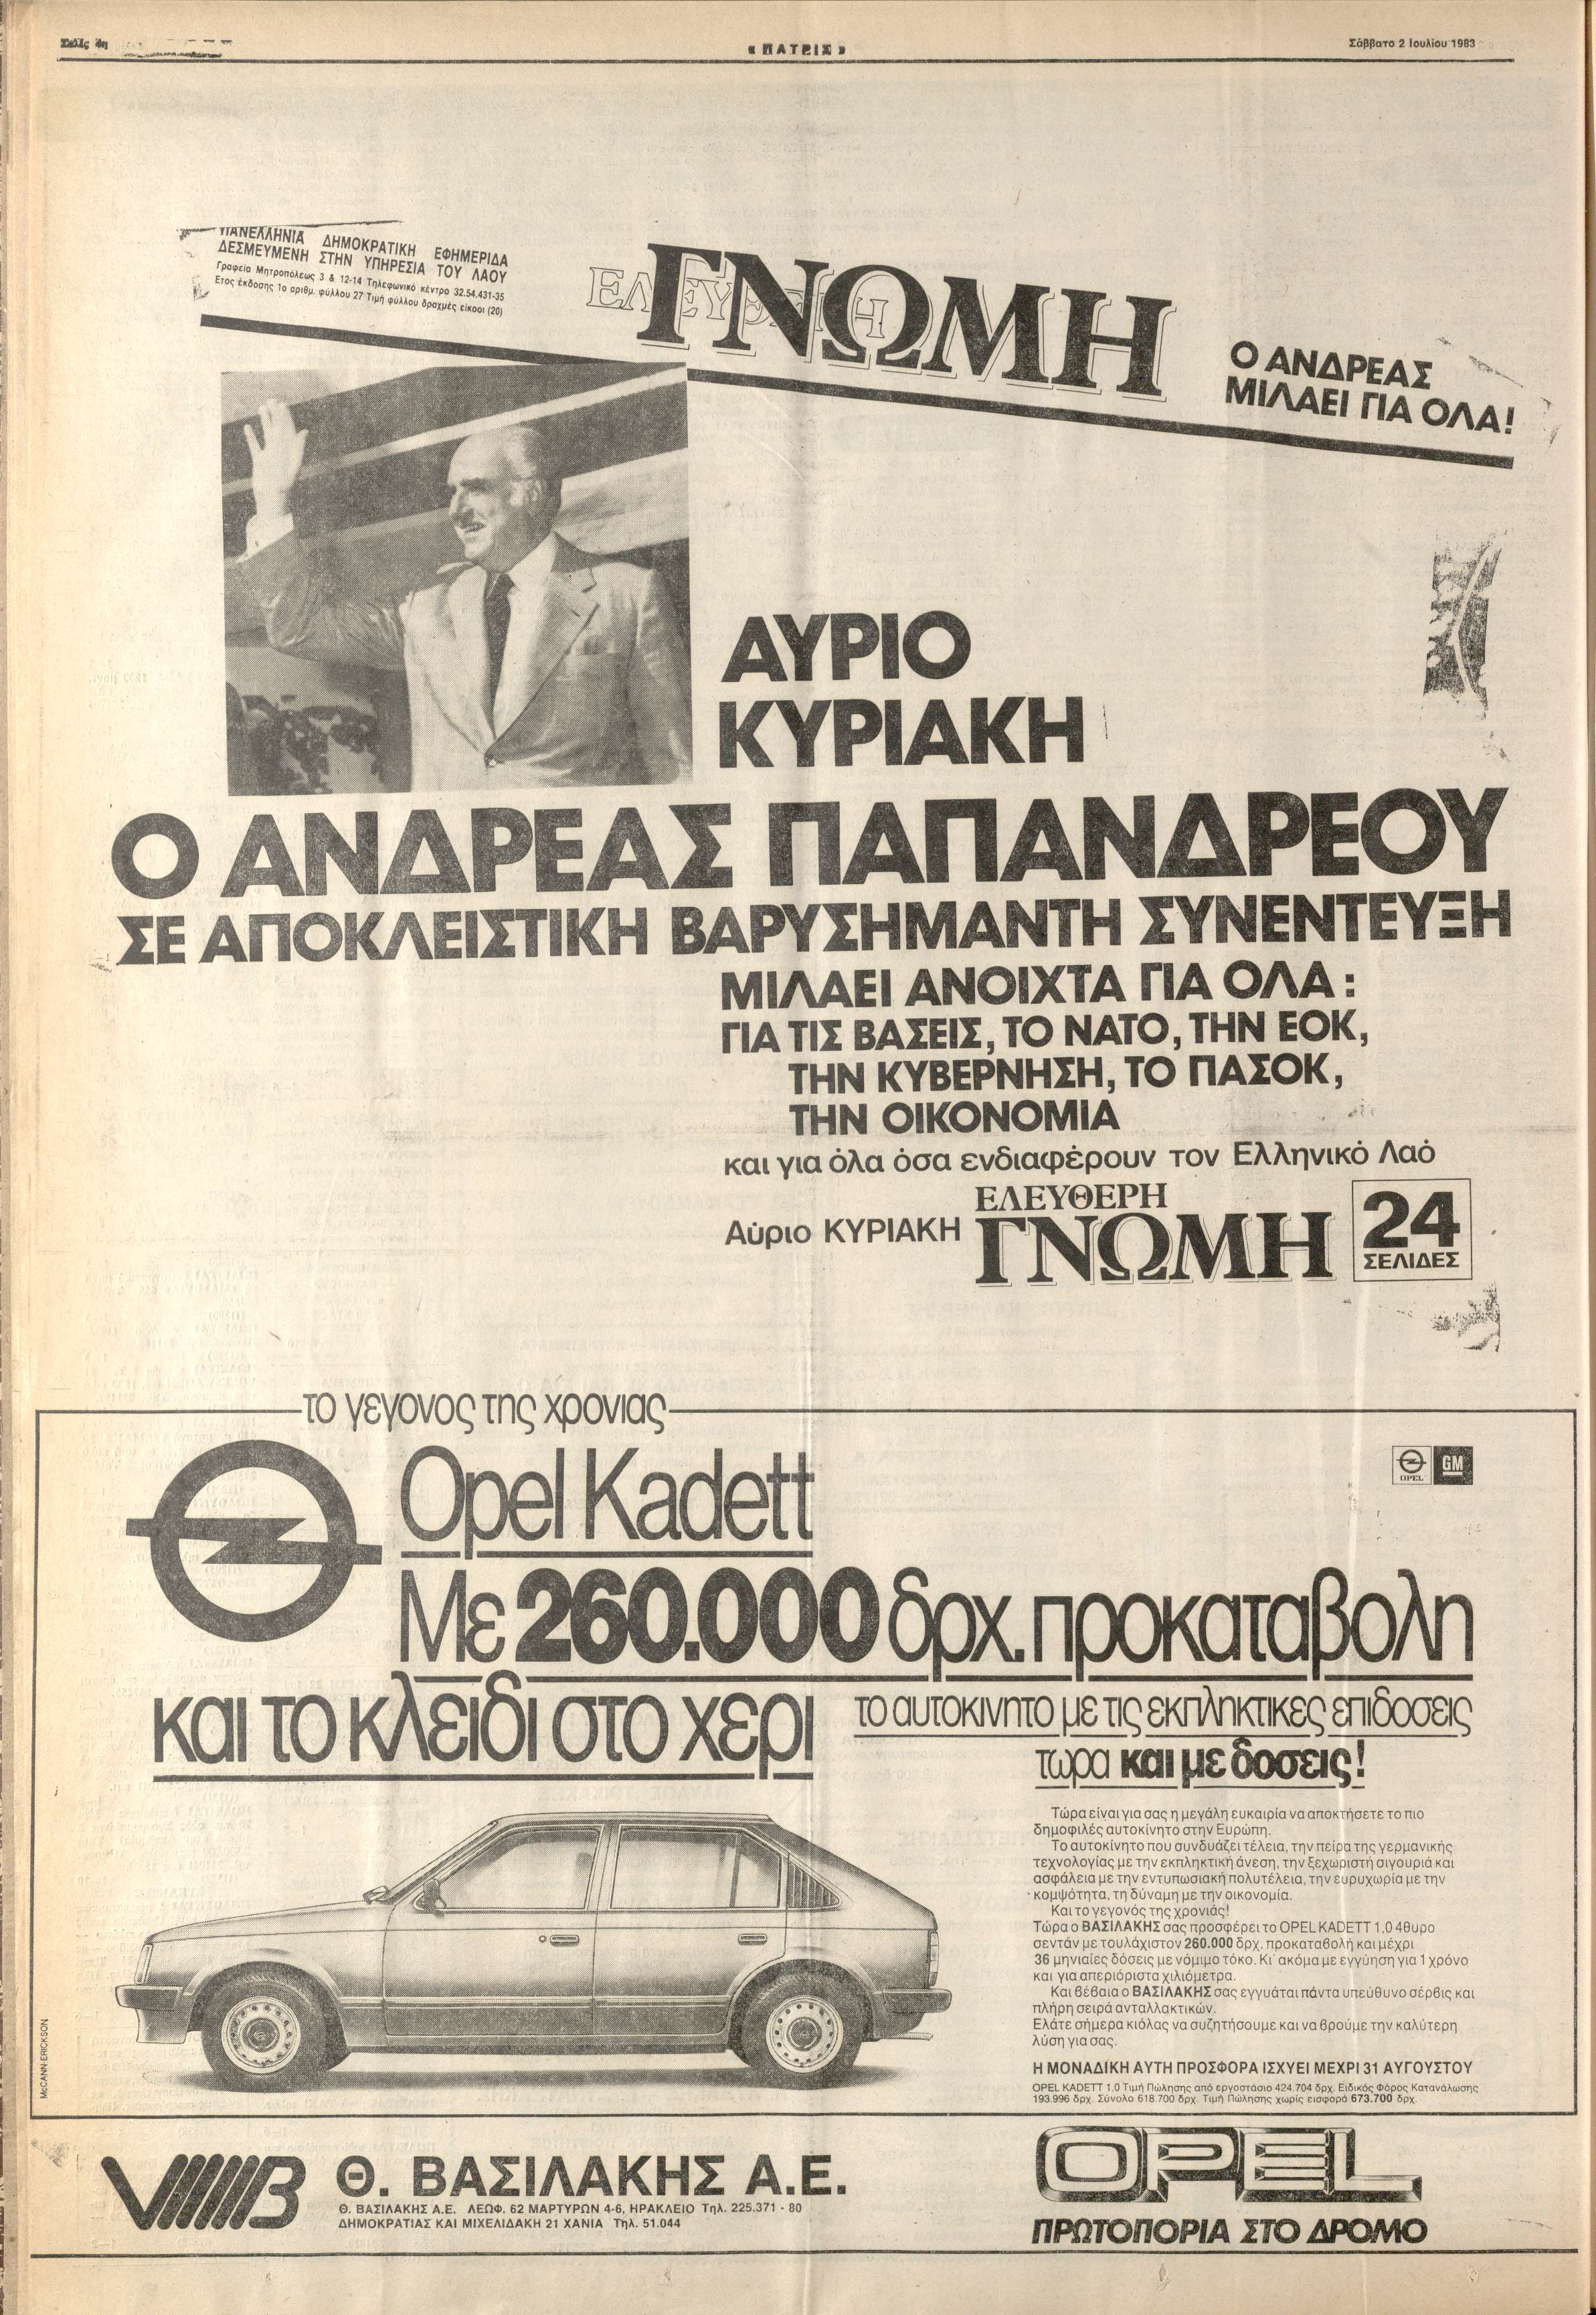 Σελίς 4η
« ΠΑΤΡΙΣ »
Σάββατο 2 Ιουλίου 1983
ΠΑΝΕΛΛΗΝΙΑ ΔΗΜΟΚΡΑΤΙΚΗ ΕΦΗΜΕΡΙΔΑ
ΔΕΣΜΕΥΜΕΝΗ ΣΤΗΝ ΥΠΗΡΕΣΙΑ ΤΟΥ ΛΑΟΥ
Γραφεία Μητροπόλεως 3 & 12-14 Τηλεφωνικό κέντρο 32.54.431-35
Ετος έκδοσης 1ο αριθμ. φύλλου 27 Τιμή φύλλου δραχμές είκοσι (20)
ΕΛΕΥΘΕΡΗ
ΓΝΩΜΗ
Ο ΑΝΔΡΕΑΣ
ΜΙΛΑΕΙ ΓΙΑ ΟΛΑ!
ΑΥΡΙΟ
ΚΥΡΙΑΚΗ
Ο ΑΝΔΡΕΑΣ ΠΑΠΑΝΔΡΕΟΥ
ΣΕ ΑΠΟΚΛΕΙΣΤΙΚΗ ΒΑΡΥΣΗΜΑΝΤΗ ΣΥΝΕΝΤΕΥΞΗ
ΜΙΛΑΕΙ ΑΝΟΙΧΤΑ ΓΙΑ ΟΛΑ :
ΓΙΑ ΤΙΣ ΒΑΣΕΙΣ, ΤΟ ΝΑΤΟ, ΤΗΝ ΕΟΚ,
ΤΗΝ ΚΥΒΕΡΝΗΣΗ, ΤΟ ΠΑΣΟΚ,
ΤΗΝ ΟΙΚΟΝΟΜΙΑ
και για όλα όσα ενδιαφέρουν τον Ελληνικό Λαό
Αύριο ΚΥΡΙΑΚΗ
ΕΛΕΥΘΕΡΗ
ΓΝΩΜΗ
24
ΣΕΛΙΔΕΣ
το γεγονος της χρονιας
Opel Kadett
OPEL
GM
Με 260.000 δρχ. προκαταβολη
και το κλειδι στο χερι
το αυτοκινητο με τις εκπληκτικες επιδοσεις
τωρα και με δοσεις!
Τώρα είναι για σας η μεγάλη ευκαιρία να αποκτήσετε το πιο
δημοφιλές αυτοκίνητο στην Ευρώπη.
Το αυτοκίνητο που συνδυάζει τέλεια, την πείρα της γερμανικής
τεχνολογίας με την εκπληκτική άνεση, την ξεχωριστή σιγουριά και
ασφάλεια με την εντυπωσιακή πολυτέλεια, την ευρυχωρία με την
κομψότητα, τη δύναμη με την οικονομία.
Και το γεγονός της χρονιάς!
Τώρα ο ΒΑΣΙΛΑΚΗΣ σας προσφέρει το OPEL KADETT 1,0 4θυρο
σεντάν με τουλάχιστον 260.000 δρχ. προκαταβολή και μέχρι
36 μηνιαίες δόσεις με νόμιμο τόκο. Κι' ακόμα με εγγύηση για 1 χρόνο
και για απεριόριστα χιλιόμετρα.
Και βέβαια ο ΒΑΣΙΛΑΚΗΣ σας εγγυάται πάντα υπεύθυνο σέρβις και
πλήρη σειρά ανταλλακτικών.
Ελάτε σήμερα κιόλας να συζητήσουμε και να βρούμε την καλύτερη
λύση για σας.
Η ΜΟΝΑΔΙΚΗ ΑΥΤΗ ΠΡΟΣΦΟΡΑ ΙΣΧΥΕΙ ΜΕΧΡΙ 31 ΑΥΓΟΥΣΤΟΥ
OPEL KADETT 1.0 Τιμή Πώλησης από εργοστάσιο 424.704 δρχ. Ειδικός Φόρος Κατανάλωσης
193.996 δρχ. Σύνολο 618.700 δρχ. Τιμή Πώλησης χωρίς εισφορά 673.700 δρχ.
McCANN-ERICKSON
VB
Θ. ΒΑΣΙΛΑΚΗΣ Α.Ε.
Θ. ΒΑΣΙΛΑΚΗΣ Α.Ε. ΛΕΩΦ. 62 ΜΑΡΤΥΡΩΝ 4-6, ΗΡΑΚΛΕΙΟ Τηλ. 225.371 - 80
ΔΗΜΟΚΡΑΤΙΑΣ ΚΑΙ ΜΙΧΕΛΙΔΑΚΗ 21 ΧΑΝΙΑ Τηλ. 51.044
OPEL
ΠΡΩΤΟΠΟΡΙΑ ΣΤΟ ΔΡΟΜΟ